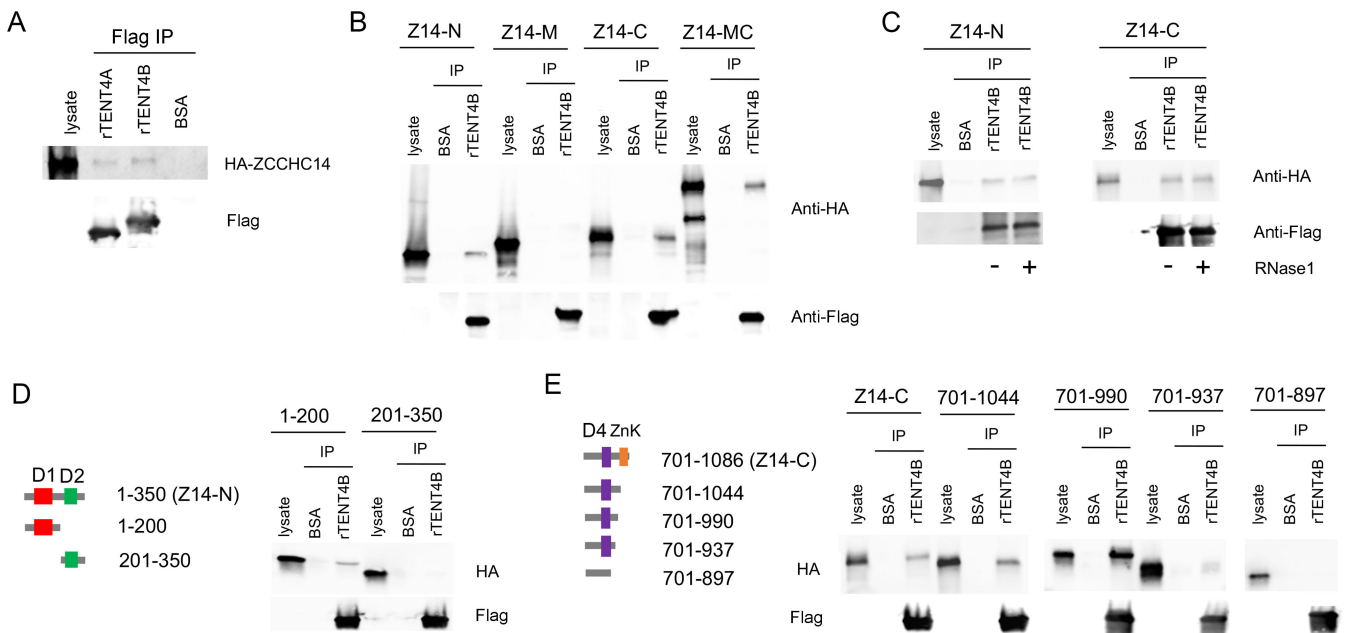 A
Flag IP
lysate
rTENT4A
rTENT4B
BSA
HA-ZCCHC14
Flag
B
Z14-N Z14-M Z14-C Z14-MC
IP IP IP IP
lysate BSA rTENT4B lysate BSA rTENT4B lysate BSA rTENT4B lysate BSA rTENT4B
Anti-HA
Anti-Flag
C
Z14-N Z14-C
IP IP
lysate BSA rTENT4B rTENT4B lysate BSA rTENT4B rTENT4B
Anti-HA
Anti-Flag
- + - + RNase1
D
D1 D2
1-350 (Z14-N)
1-200
201-350
1-200 201-350
IP IP
lysate BSA rTENT4B lysate BSA rTENT4B
HA
Flag
E
D4 ZnK
701-1086 (Z14-C)
701-1044
701-990
701-937
701-897
Z14-C 701-1044 701-990 701-937 701-897
IP IP IP IP IP
lysate BSA rTENT4B lysate BSA rTENT4B lysate BSA rTENT4B lysate BSA rTENT4B lysate BSA rTENT4B
HA
Flag